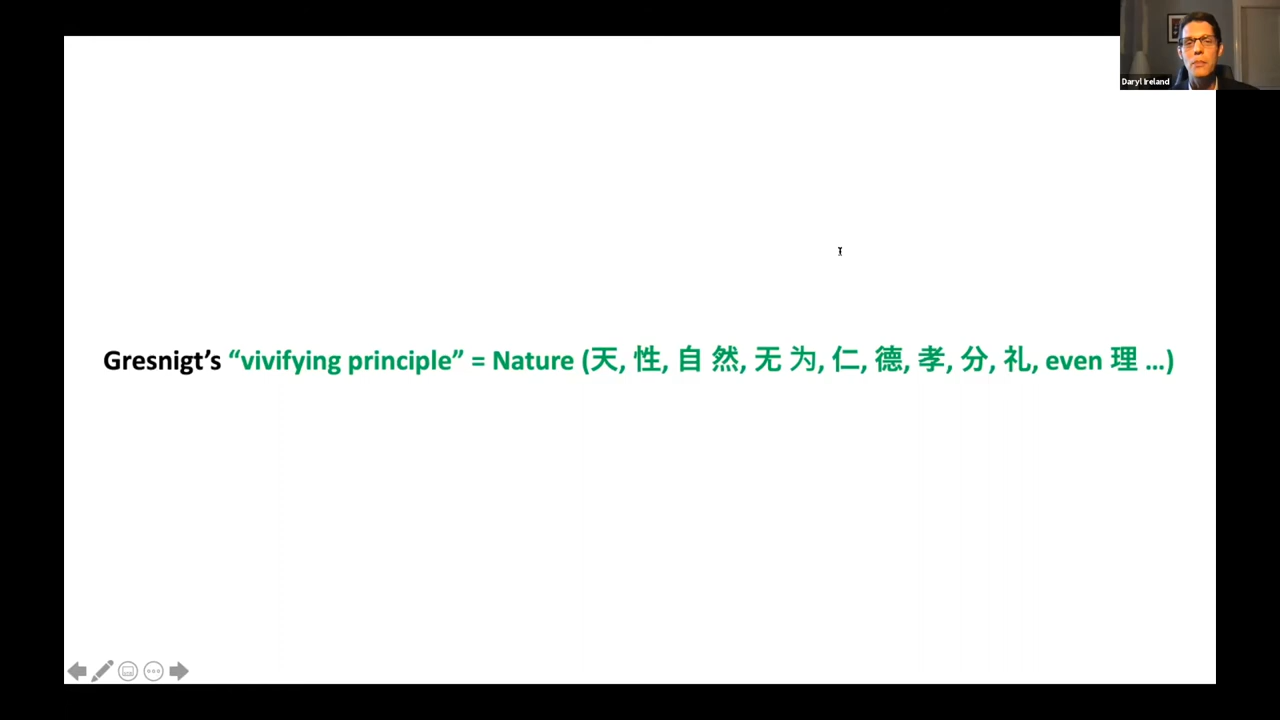 Daryl Ireland
Gresnigt’s “vivifying principle” = Nature (天, 性, 自 然, 无 为, 仁, 德, 孝, 分, 礼, even 理 ...)